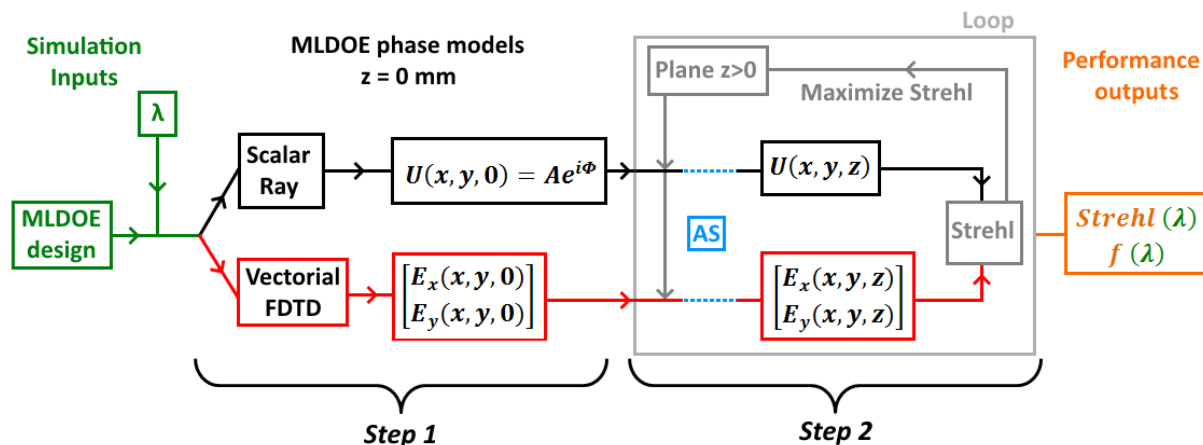 Simulation
Inputs
λ
MLDOE
design
MLDOE phase models
z = 0 mm
Scalar
Ray
U(x, y, 0) = Ae^{iΦ}
Vectorial
FDTD
[E_x(x, y, 0)]
[E_y(x, y, 0)]
Step 1
Loop
Plane z>0
Maximize Strehl
U(x, y, z)
AS
[E_x(x, y, z)]
[E_y(x, y, z)]
Strehl
Step 2
Performance
outputs
Strehl (λ)
f (λ)